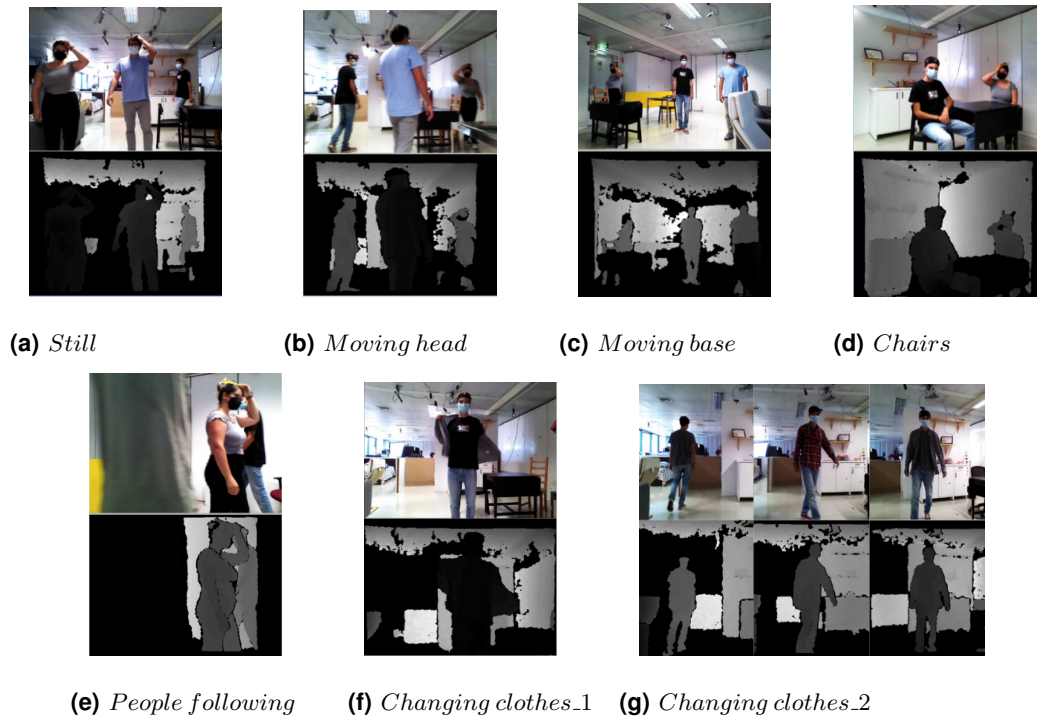 (a) Still
(b) Moving head
(c) Moving base
(d) Chairs
(e) People following
(f) Changing clothes_1
(g) Changing clothes_2